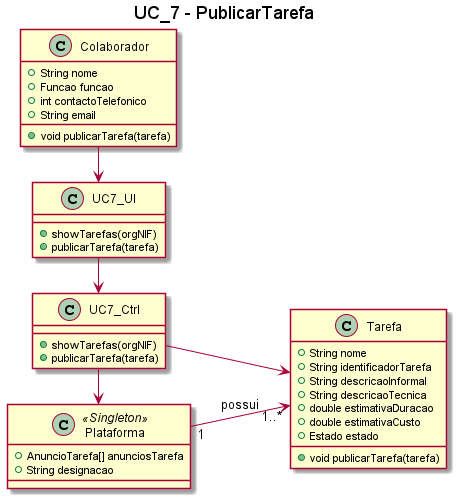 UC_7 - PublicarTarefa
C Colaborador
String nome
Funcao funcao
int contactoTelefonico
String email
void publicarTarefa(tarefa)
C UC7_UI
showTarefas(orgNIF)
publicarTarefa(tarefa)
C UC7_Ctrl
showTarefas(orgNIF)
publicarTarefa(tarefa)
C Tarefa
String nome
String identificadorTarefa
String descricaoInformal
String descricaoTecnica
double estimativaDuracao
double estimativaCusto
Estado estado
void publicarTarefa(tarefa)
possui
1
1..*
C «Singleton»
Plataforma
AnuncioTarefa[] anunciosTarefa
String designacao